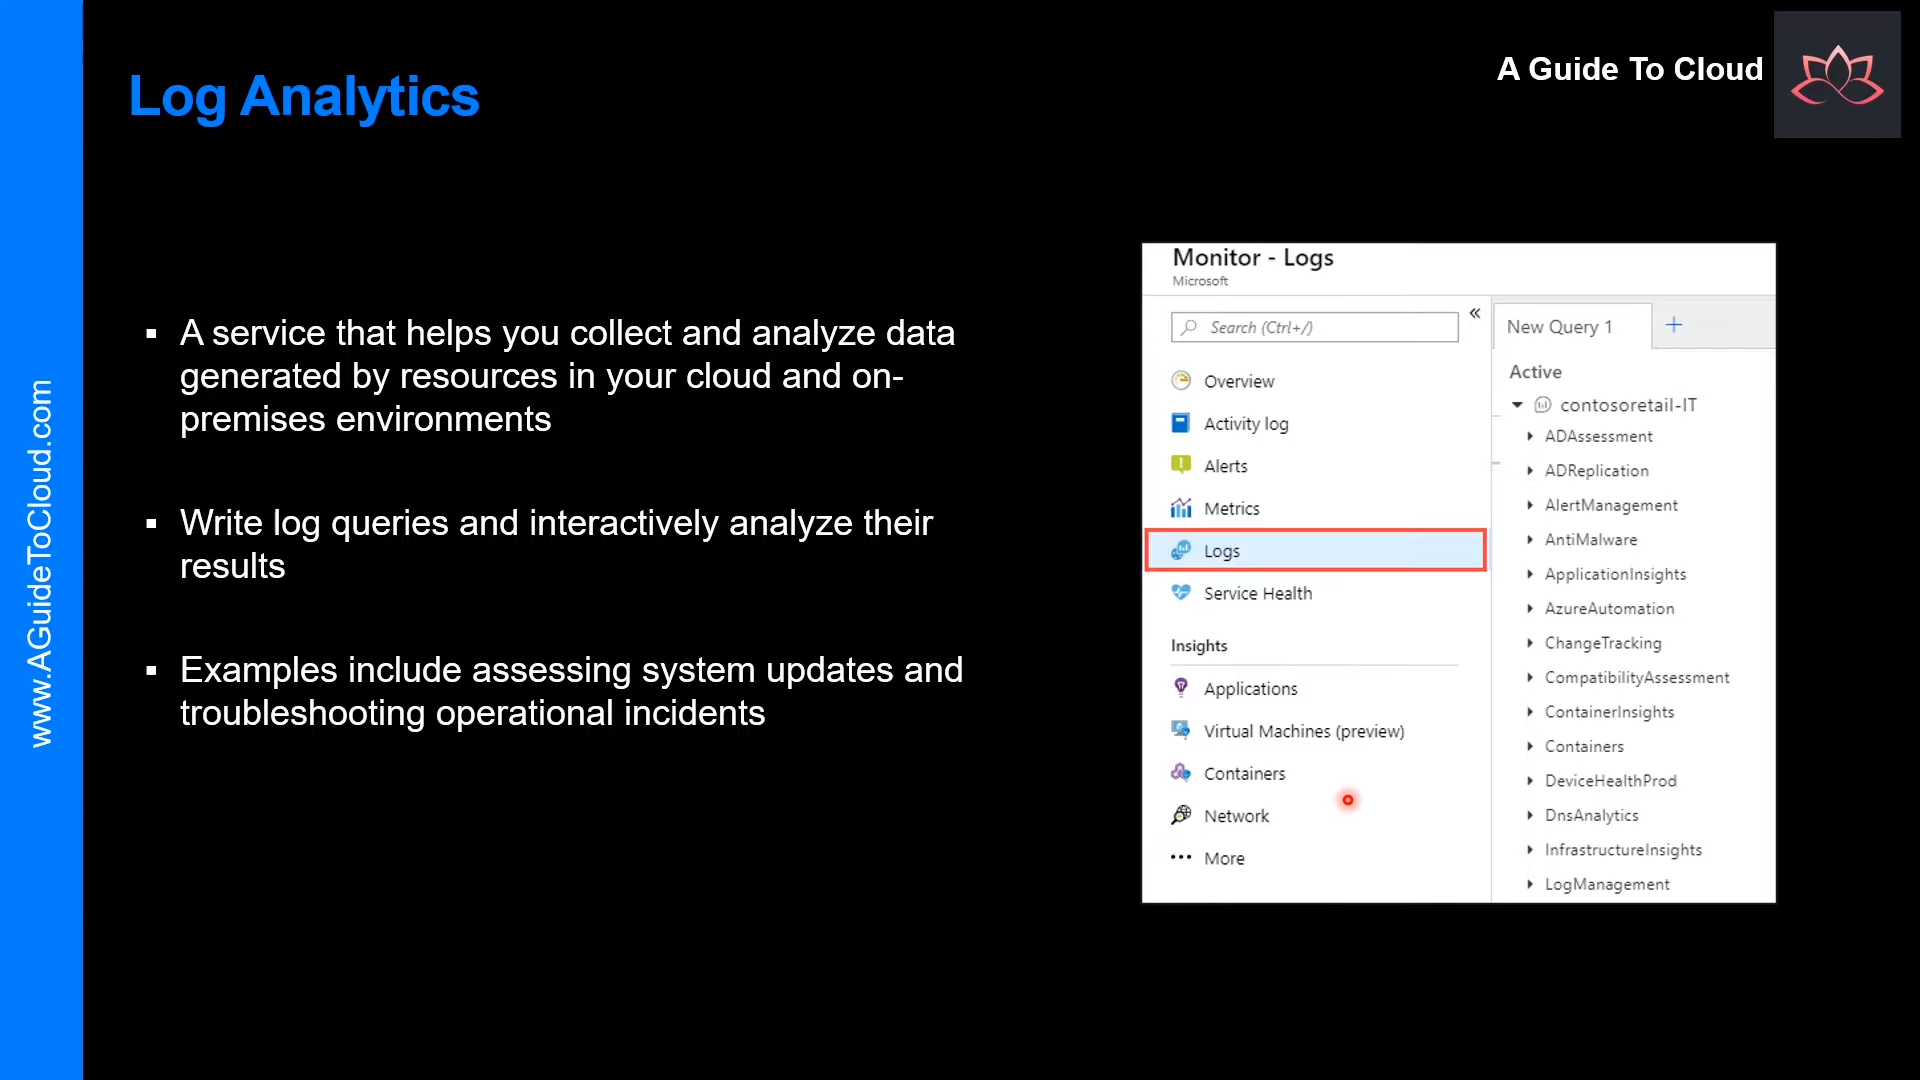 A Guide To Cloud
Log Analytics
www.AGuideToCloud.com
▪ A service that helps you collect and analyze data
generated by resources in your cloud and on-
premises environments
▪ Write log queries and interactively analyze their
results
▪ Examples include assessing system updates and
troubleshooting operational incidents
Monitor - Logs
Microsoft
Search (Ctrl+/)
«
Overview
Activity log
Alerts
Metrics
Logs
Service Health
Insights
Applications
Virtual Machines (preview)
Containers
Network
More
New Query 1
+
Active
contosoretail-IT
ADAssessment
ADReplication
AlertManagement
AntiMalware
ApplicationInsights
AzureAutomation
ChangeTracking
CompatibilityAssessment
ContainerInsights
Containers
DeviceHealthProd
DnsAnalytics
InfrastructureInsights
LogManagement